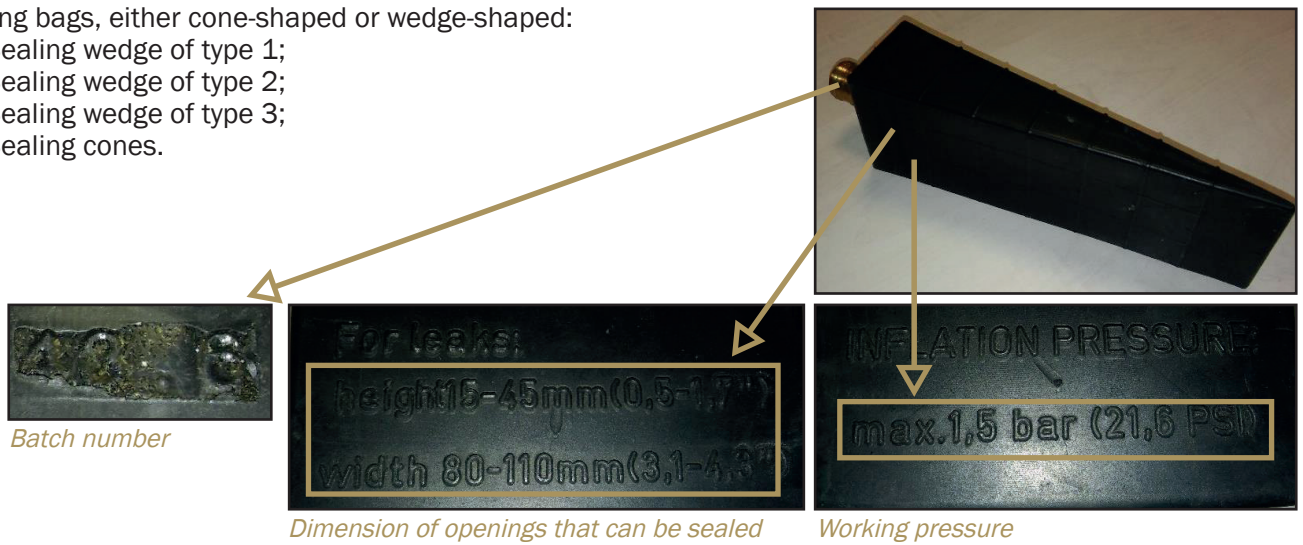 ng bags, either cone-shaped or wedge-shaped:
ealing wedge of type 1;
ealing wedge of type 2;
ealing wedge of type 3;
ealing cones.
For leaks:
height15-45mm(0,5-1,7")
width 80-110mm(3,1-4,3")
INFLATION PRESSURE:
max.1,5 bar (21,6 PSI)
Batch number
Dimension of openings that can be sealed
Working pressure